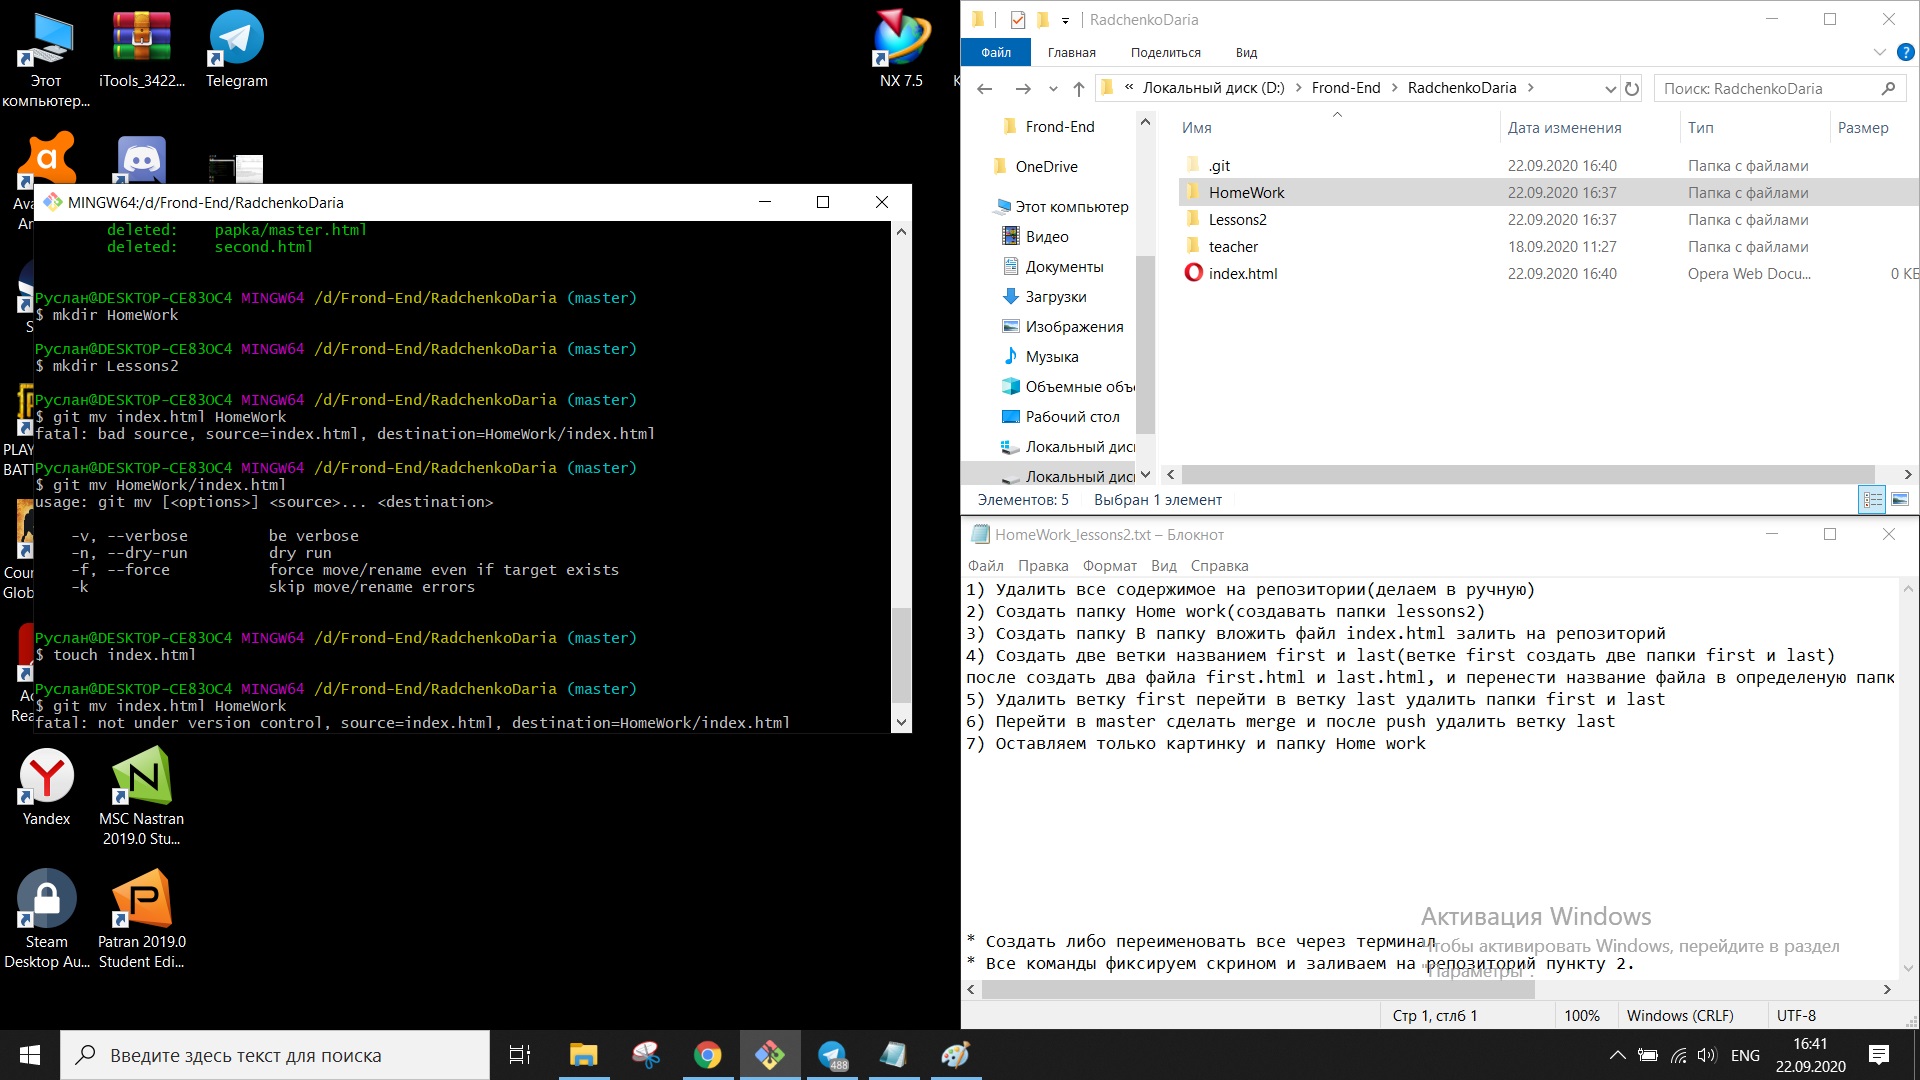 Этот
компьютер...
iTools_3422...
Telegram
NX 7.5
MINGW64:/d/Frond-End/RadchenkoDaria
deleted: papka/master.html
deleted: second.html
Руслан@DESKTOP-CE83OC4 MINGW64 /d/Frond-End/RadchenkoDaria (master)
$ mkdir HomeWork
Руслан@DESKTOP-CE83OC4 MINGW64 /d/Frond-End/RadchenkoDaria (master)
$ mkdir Lessons2
Руслан@DESKTOP-CE83OC4 MINGW64 /d/Frond-End/RadchenkoDaria (master)
$ git mv index.html HomeWork
fatal: bad source, source=index.html, destination=HomeWork/index.html
Руслан@DESKTOP-CE83OC4 MINGW64 /d/Frond-End/RadchenkoDaria (master)
$ git mv HomeWork/index.html
usage: git mv [<options>] <source>... <destination>
-v, --verbose be verbose
-n, --dry-run dry run
-f, --force force move/rename even if target exists
-k skip move/rename errors
Руслан@DESKTOP-CE83OC4 MINGW64 /d/Frond-End/RadchenkoDaria (master)
$ touch index.html
Руслан@DESKTOP-CE83OC4 MINGW64 /d/Frond-End/RadchenkoDaria (master)
$ git mv index.html HomeWork
fatal: not under version control, source=index.html, destination=HomeWork/index.html
Yandex
MSC Nastran
2019.0 Stu...
Steam
Desktop Au...
Patran 2019.0
Student Edi...
RadchenkoDaria
Файл Главная Поделиться Вид
« Локальный диск (D:) > Frond-End > RadchenkoDaria >
Поиск: RadchenkoDaria
Frond-End
OneDrive
Этот компьютер
Видео
Документы
Загрузки
Изображения
Музыка
Объемные объе
Рабочий стол
Локальный диск
Локальный диск
Имя Дата изменения Тип Размер
.git 22.09.2020 16:40 Папка с файлами
HomeWork 22.09.2020 16:37 Папка с файлами
Lessons2 22.09.2020 16:37 Папка с файлами
teacher 18.09.2020 11:27 Папка с файлами
index.html 22.09.2020 16:40 Opera Web Docu... 0 КБ
Элементов: 5 Выбран 1 элемент
HomeWork_lessons2.txt – Блокнот
Файл Правка Формат Вид Справка
1) Удалить все содержимое на репозитории(делаем в ручную)
2) Создать папку Home work(создавать папки lessons2)
3) Создать папку В папку вложить файл index.html залить на репозиторий
4) Создать две ветки названием first и last(ветке first создать две папки first и last)
после создать два файла first.html и last.html, и перенести название файла в определеную папк
5) Удалить ветку first перейти в ветку last удалить папки first и last
6) Перейти в master сделать merge и после push удалить ветку last
7) Оставляем только картинку и папку Home work
* Создать либо переименовать все через терминал
* Все команды фиксируем скрином и заливаем на репозиторий пункту 2.
Активация Windows
Чтобы активировать Windows, перейдите в раздел
"Параметры".
Стр 1, стлб 1 100% Windows (CRLF) UTF-8
Введите здесь текст для поиска
488
ENG
16:41
22.09.2020